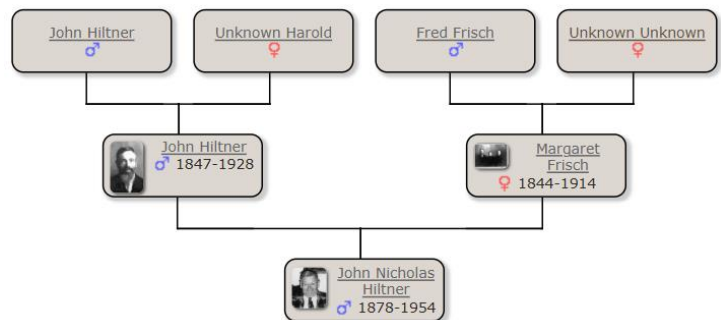 John Hiltner
♂
Unknown Harold
♀
Fred Frisch
♂
Unknown Unknown
♀
John Hiltner
♂ 1847-1928
Margaret
Frisch
♀ 1844-1914
John Nicholas
Hiltner
♂ 1878-1954